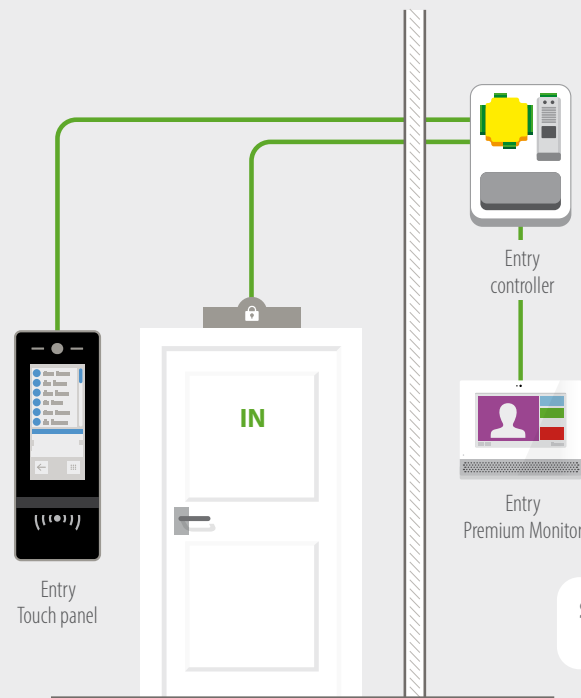 Entry
controller
IN
Entry
Premium Monitor
Entry
Touch panel